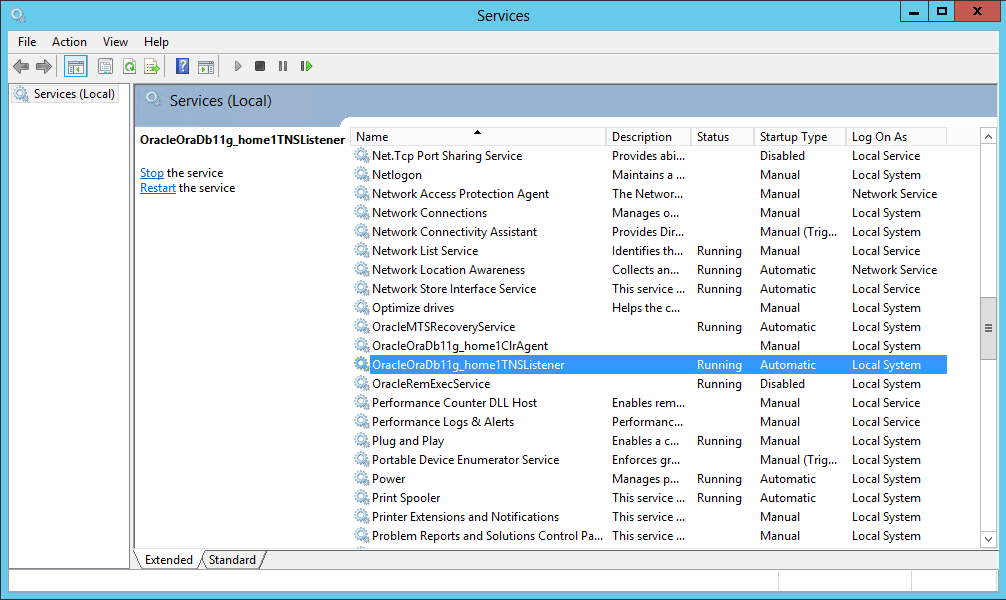 Services
File Action View Help
Services (Local)
Services (Local)
OracleOraDb11g_home1TNSListener
Stop the service
Restart the service
Name Description Status Startup Type Log On As
Net.Tcp Port Sharing Service Provides abi... Disabled Local Service
Netlogon Maintains a ... Manual Local System
Network Access Protection Agent The Networ... Manual Network Service
Network Connections Manages o... Manual Local System
Network Connectivity Assistant Provides Dir... Manual (Trig... Local System
Network List Service Identifies th... Running Manual Local Service
Network Location Awareness Collects an... Running Automatic Network Service
Network Store Interface Service This service ... Running Automatic Local Service
Optimize drives Helps the c... Manual Local System
OracleMTSRecoveryService Running Automatic Local System
OracleOraDb11g_home1ClrAgent Manual Local System
OracleOraDb11g_home1TNSListener Running Automatic Local System
OracleRemExecService Running Disabled Local System
Performance Counter DLL Host Enables rem... Manual Local Service
Performance Logs & Alerts Performanc... Manual Local Service
Plug and Play Enables a c... Running Manual Local System
Portable Device Enumerator Service Enforces gr... Manual (Trig... Local System
Power Manages p... Running Automatic Local System
Print Spooler This service ... Running Automatic Local System
Printer Extensions and Notifications This service ... Manual Local System
Problem Reports and Solutions Control Pa... This service ... Manual Local System
Extended Standard